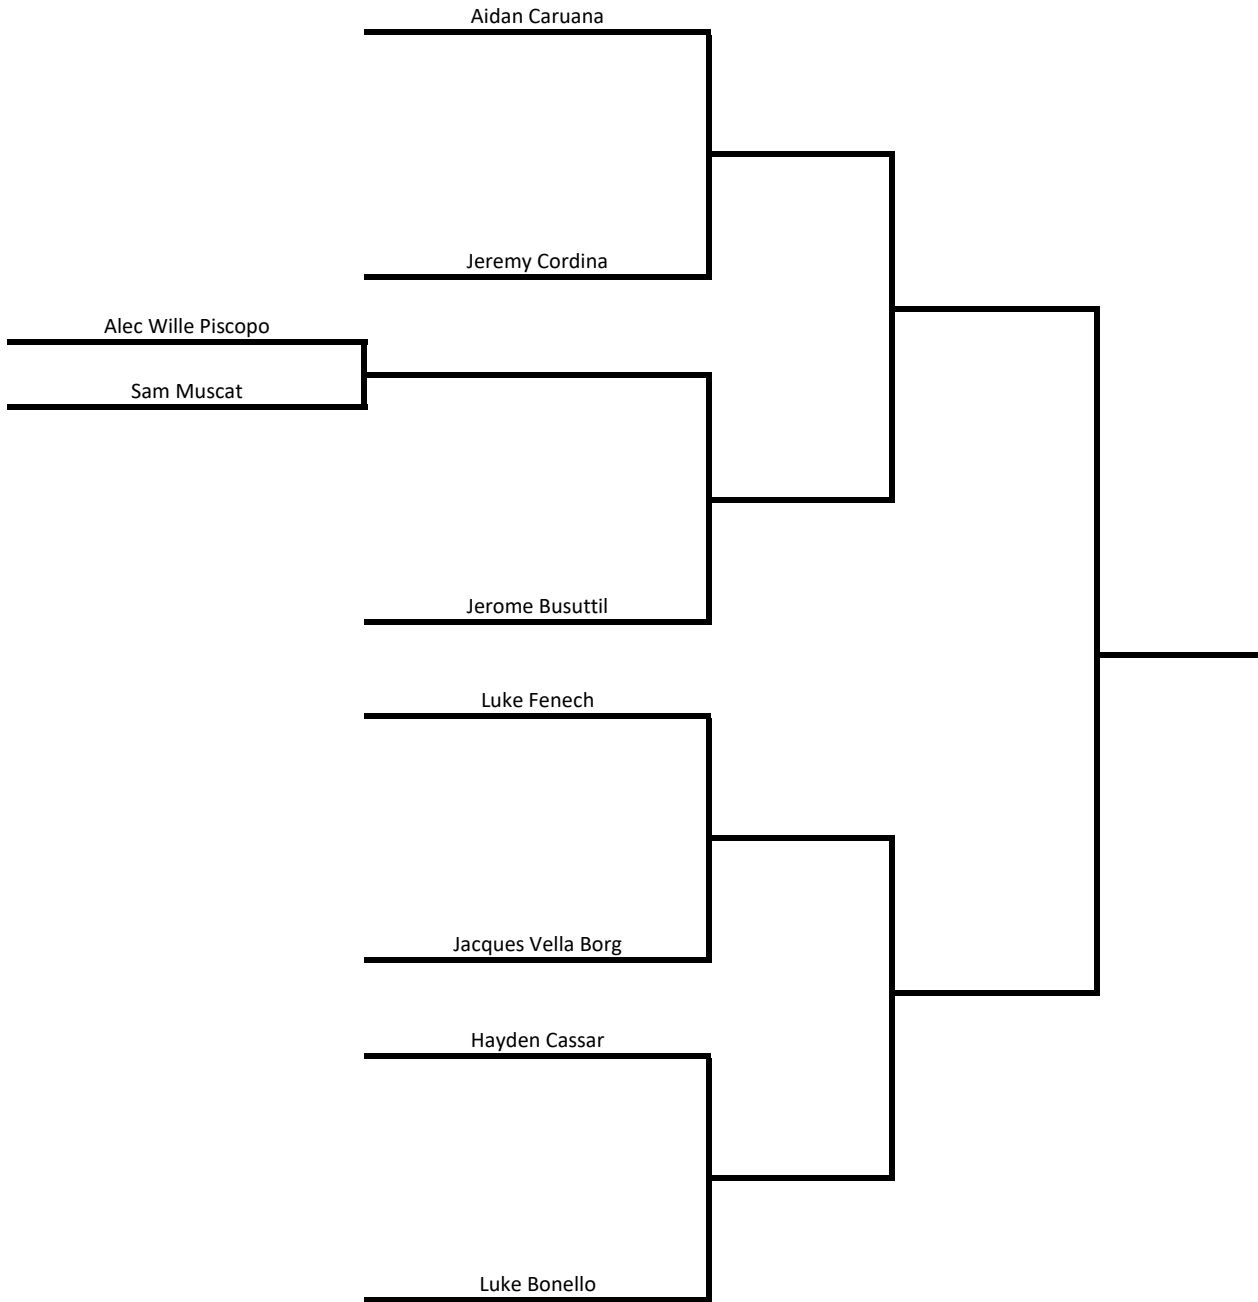 Aidan Caruana
Jeremy Cordina
Alec Wille Piscopo
Sam Muscat
Jerome Busuttil
Luke Fenech
Jacques Vella Borg
Hayden Cassar
Luke Bonello